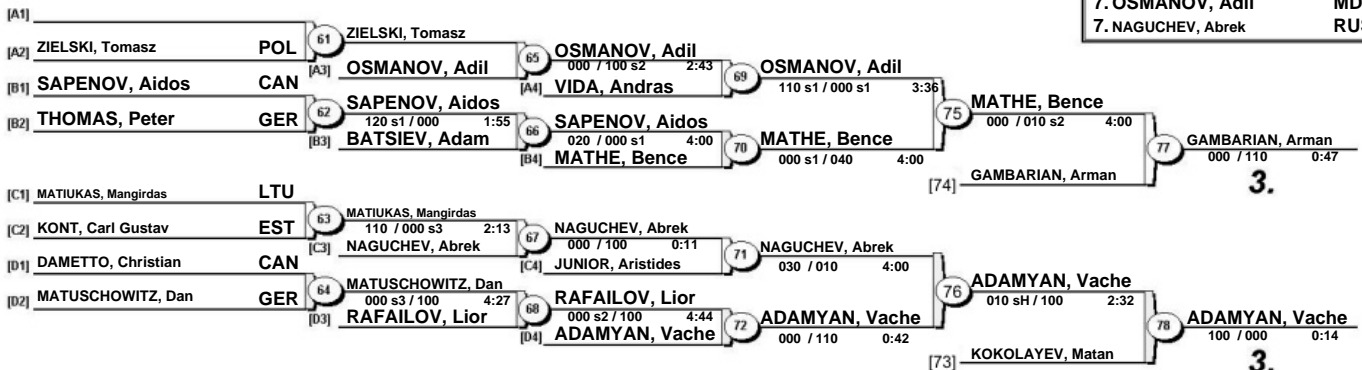 7. OSMANOV, Adil MD
7. NAGUCHEV, Abrek RUS
[A1]
61 ZIELSKI, Tomasz
[A2] ZIELSKI, Tomasz POL
65 OSMANOV, Adil
000 / 100 s2 2:43
[A3] OSMANOV, Adil
69 OSMANOV, Adil
110 s1 / 000 s1 3:36
[B1] SAPENOV, Aidos CAN
[A4] VIDA, Andras
62 SAPENOV, Aidos
120 s1 / 000 1:55
75 MATHE, Bence
000 / 010 s2 4:00
[B2] THOMAS, Peter GER
66 SAPENOV, Aidos
020 / 000 s1 4:00
[B3] BATSIEV, Adam
70 MATHE, Bence
000 s1 / 040 4:00
77 GAMBARIAN, Arman
000 / 110 0:47
[B4] MATHE, Bence
[74] GAMBARIAN, Arman
3.
[C1] MATIUKAS, Mangirdas LTU
63 MATIUKAS, Mangirdas
110 / 000 s3 2:13
[C2] KONT, Carl Gustav EST
67 NAGUCHEV, Abrek
000 / 100 0:11
[C3] NAGUCHEV, Abrek
71 NAGUCHEV, Abrek
030 / 010 4:00
[D1] DAMETTO, Christian CAN
[C4] JUNIOR, Aristides
64 MATUSCHOWITZ, Dan
000 s3 / 100 4:27
76 ADAMYAN, Vache
010 sH / 100 2:32
[D2] MATUSCHOWITZ, Dan GER
68 RAFAILOV, Lior
000 s2 / 100 4:44
[D3] RAFAILOV, Lior
72 ADAMYAN, Vache
000 / 110 0:42
78 ADAMYAN, Vache
100 / 000 0:14
[D4] ADAMYAN, Vache
[73] KOKOLAYEV, Matan
3.